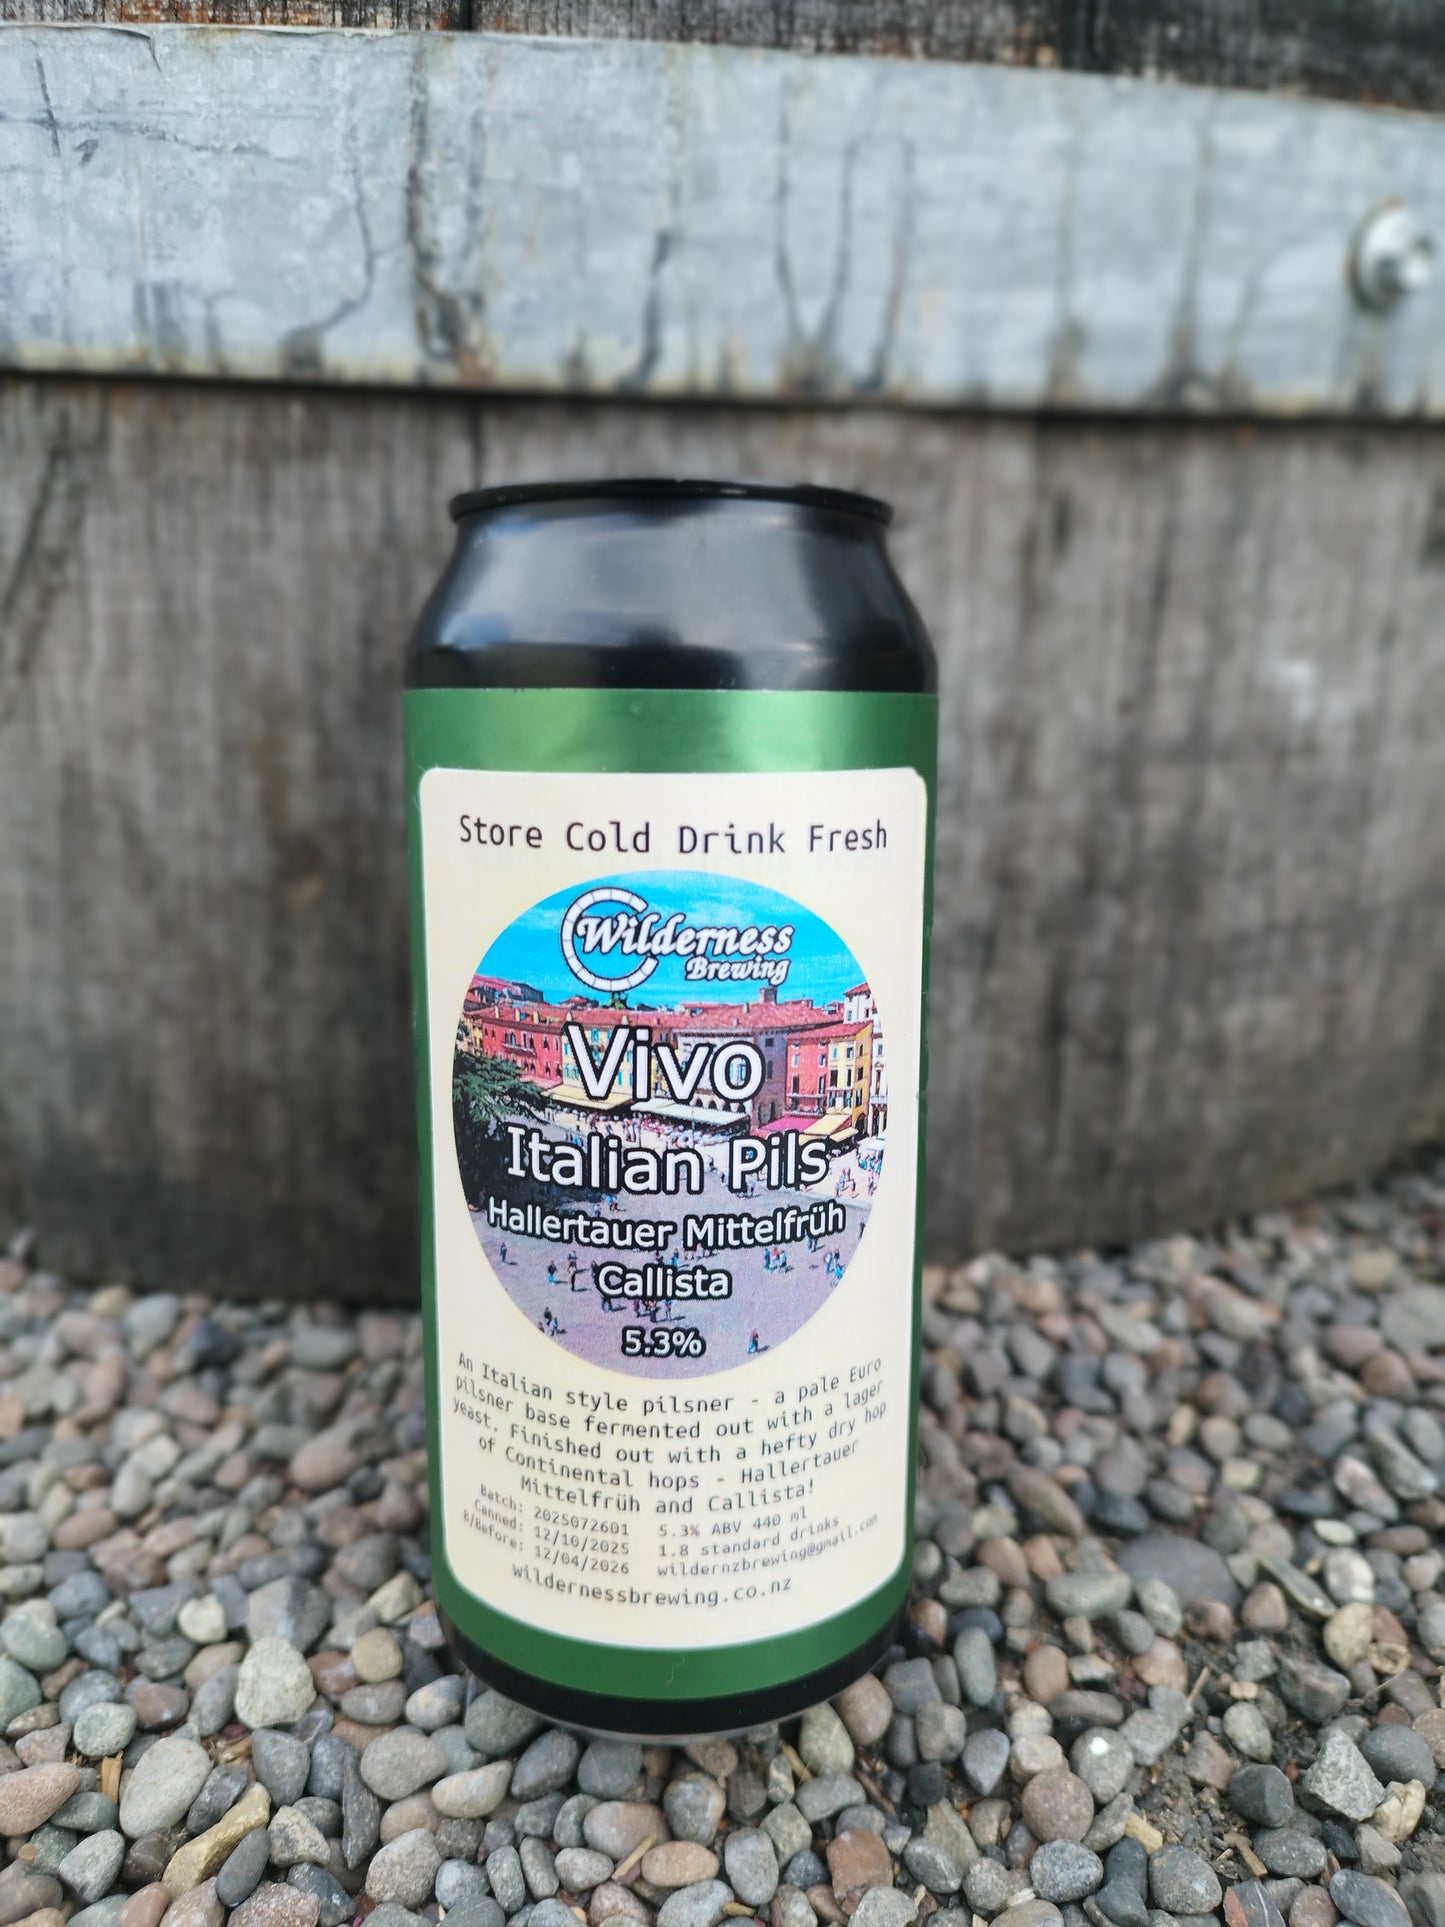 Store Cold Drink Fresh
Wilderness
Brewing
Vivo
Italian Pils
Hallertauer Mittelfrüh
Callista
5.3%
An Italian style pilsner - a pale Euro
pilsner base fermented out with a lager
yeast. Finished out with a hefty dry hop
of Continental hops - Hallertauer
Mittelfrüh and Callista!
Batch: 2025072601 5.3% ABV 440 ml
Canned: 12/10/2025 1.8 standard drinks
B/Before: 12/04/2026 wildernzbrewing@gmail.com
wildernessbrewing.co.nz